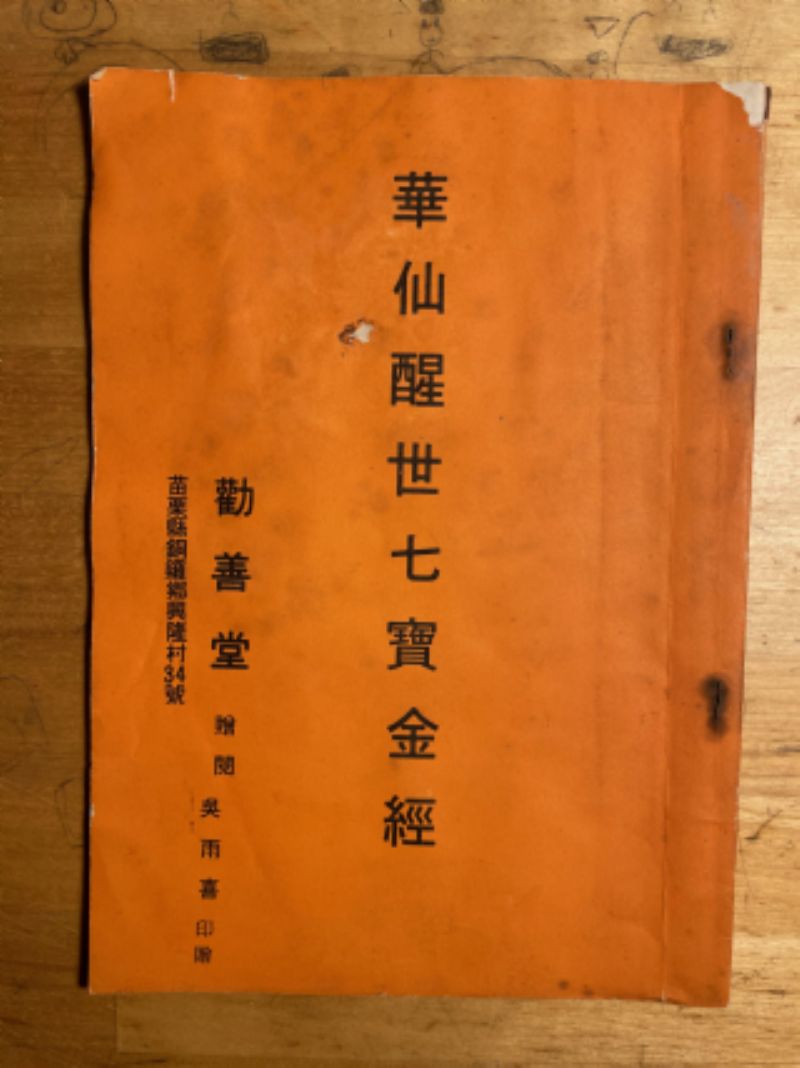 華仙醒世七寶金經
勸善堂 贈閱 吳雨喜 印贈
苗栗縣銅鑼鄉興隆村34號